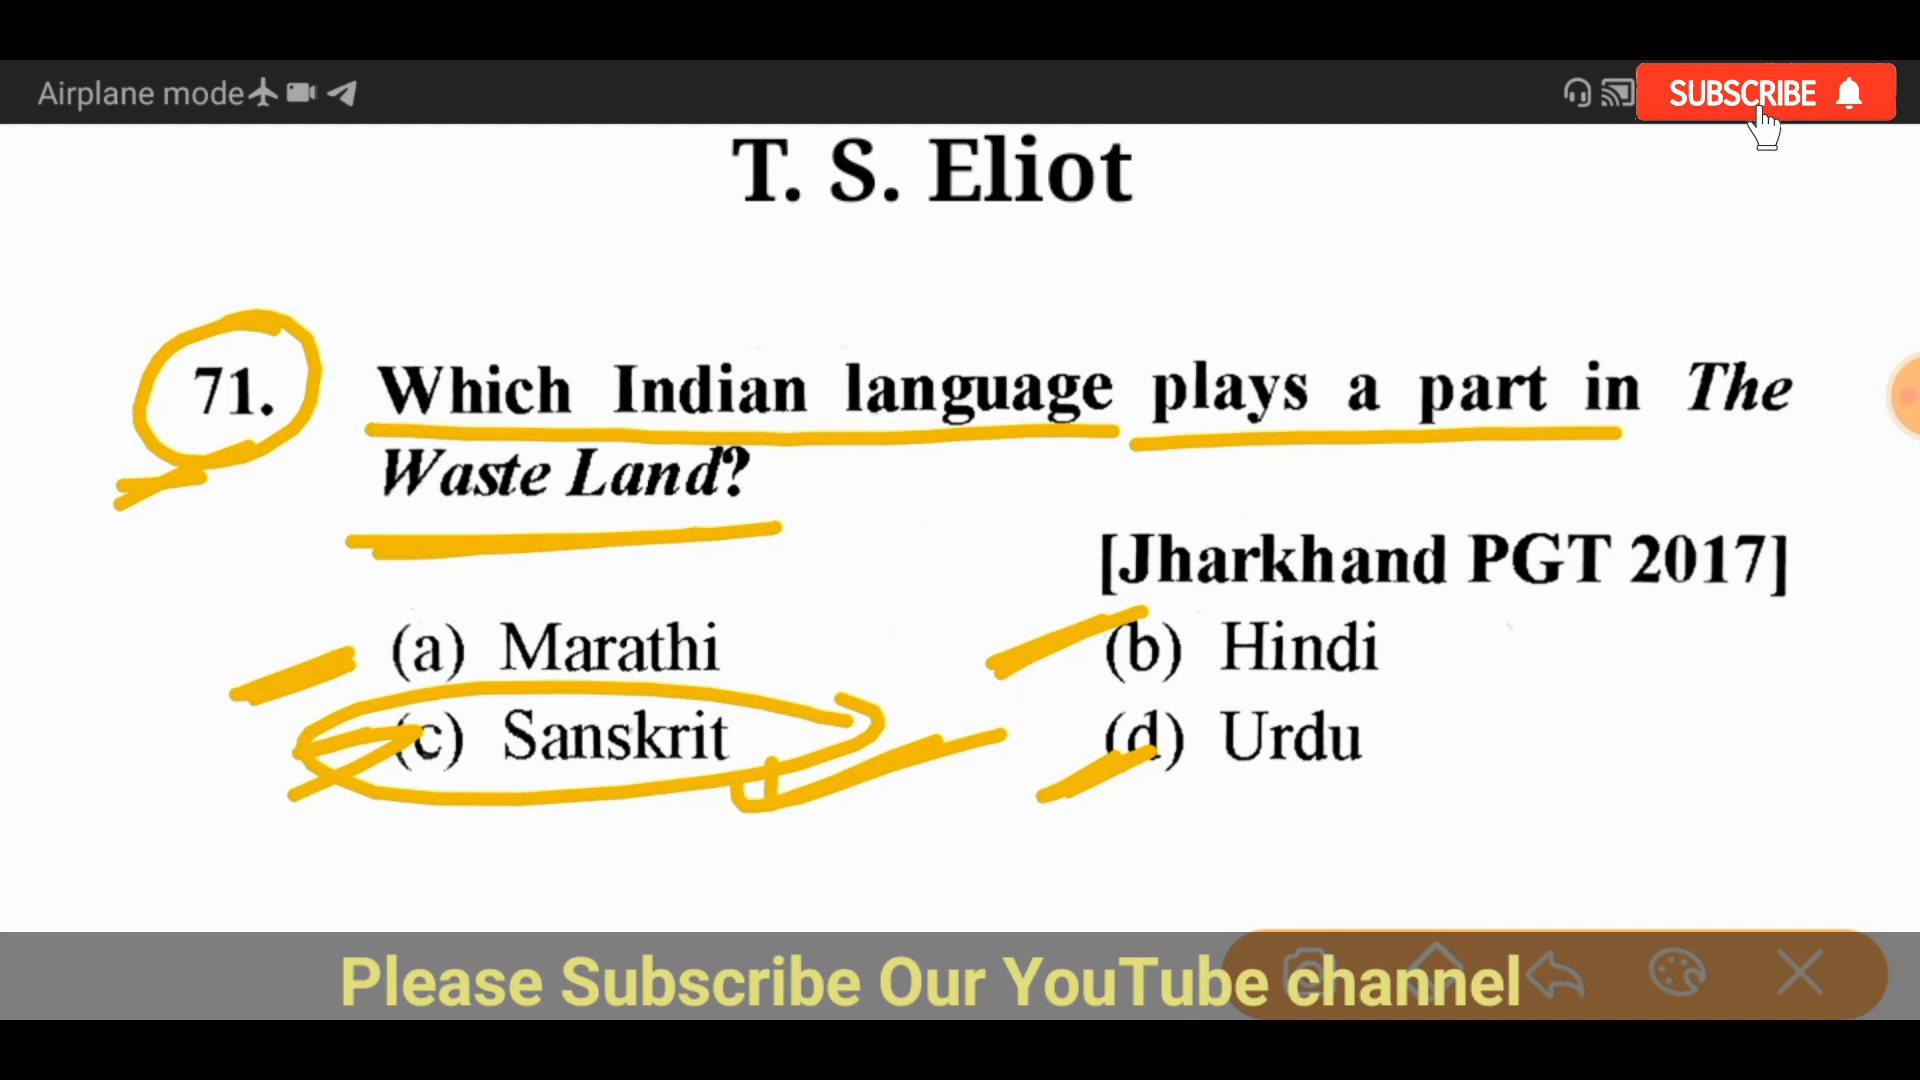 Airplane mode
SUBSCRIBE
T. S. Eliot
71. Which Indian language plays a part in The
Waste Land?
[Jharkhand PGT 2017]
(a) Marathi (b) Hindi
(c) Sanskrit (d) Urdu
Please Subscribe Our YouTube channel